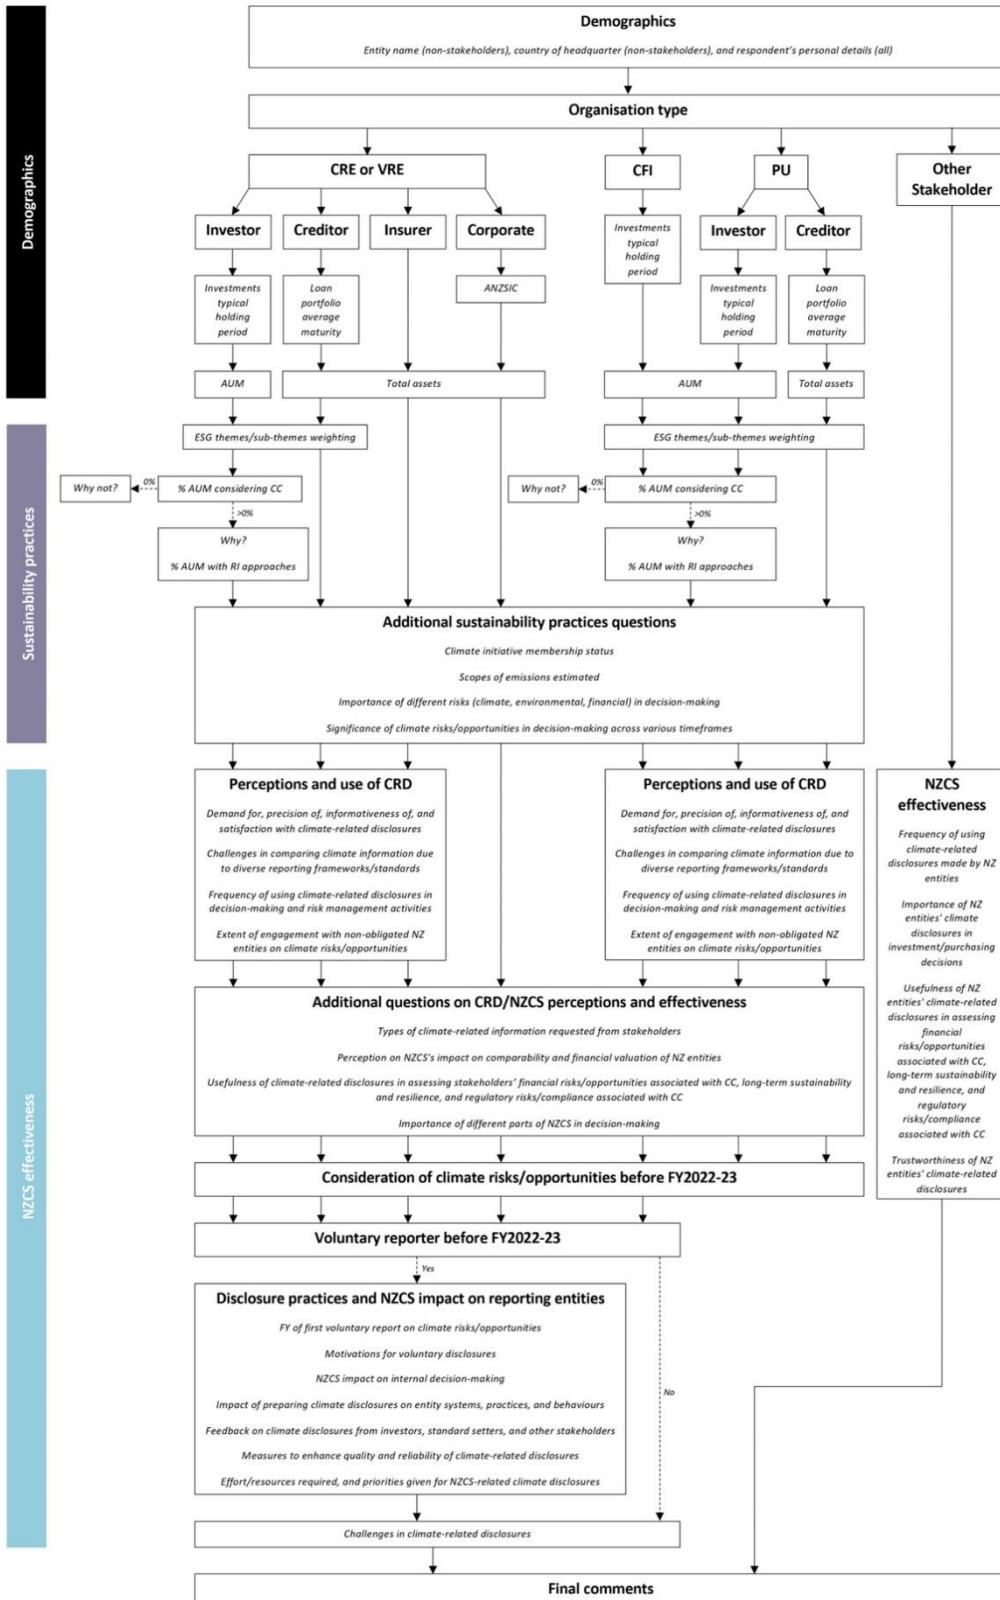 Demographics
Demographics
Entity name (non-stakeholders), country of headquarter (non-stakeholders), and respondent's personal details (all)
Organisation type
CRE or VRE
CFI
PU
Other
Stakeholder
Investor
Creditor
Insurer
Corporate
Investments
typical
holding
period
Investor
Creditor
Investments
typical
holding
period
Loan
portfolio
average
maturity
ANZSIC
Investments
typical
holding
period
Loan
portfolio
average
maturity
AUM
Total assets
AUM
Total assets
Sustainability practices
ESG themes/sub-themes weighting
ESG themes/sub-themes weighting
Why not?
0%
% AUM considering CC
>0%
Why?
% AUM with RI approaches
Why not?
0%
% AUM considering CC
>0%
Why?
% AUM with RI approaches
Additional sustainability practices questions
Climate initiative membership status
Scopes of emissions estimated
Importance of different risks (climate, environmental, financial) in decision-making
Significance of climate risks/opportunities in decision-making across various timeframes
NZCS effectiveness
Perceptions and use of CRD
Demand for, precision of, informativeness of, and
satisfaction with climate-related disclosures
Challenges in comparing climate information due
to diverse reporting frameworks/standards
Frequency of using climate-related disclosures in
decision-making and risk management activities
Extent of engagement with non-obligated NZ
entities on climate risks/opportunities
Perceptions and use of CRD
Demand for, precision of, informativeness of, and
satisfaction with climate-related disclosures
Challenges in comparing climate information due
to diverse reporting frameworks/standards
Frequency of using climate-related disclosures in
decision-making and risk management activities
Extent of engagement with non-obligated NZ
entities on climate risks/opportunities
NZCS
effectiveness
Frequency of using
climate-related
disclosures made by NZ
entities
Importance of NZ
entities' climate
disclosures in
investment/purchasing
decisions
Usefulness of NZ
entities' climate-related
disclosures in assessing
financial
risks/opportunities
associated with CC,
long-term sustainability
and resilience, and
regulatory
risks/compliance
associated with CC
Trustworthiness of NZ
entities' climate-related
disclosures
Additional questions on CRD/NZCS perceptions and effectiveness
Types of climate-related information requested from stakeholders
Perception on NZCS's impact on comparability and financial valuation of NZ entities
Usefulness of climate-related disclosures in assessing stakeholders' financial risks/opportunities associated with CC, long-term sustainability
and resilience, and regulatory risks/compliance associated with CC
Importance of different parts of NZCS in decision-making
Consideration of climate risks/opportunities before FY2022-23
Voluntary reporter before FY2022-23
Yes
Disclosure practices and NZCS impact on reporting entities
FY of first voluntary report on climate risks/opportunities
Motivations for voluntary disclosures
NZCS impact on internal decision-making
Impact of preparing climate disclosures on entity systems, practices, and behaviours
Feedback on climate disclosures from investors, standard setters, and other stakeholders
Measures to enhance quality and reliability of climate-related disclosures
Effort/resources required, and priorities given for NZCS-related climate disclosures
No
Challenges in climate-related disclosures
Final comments